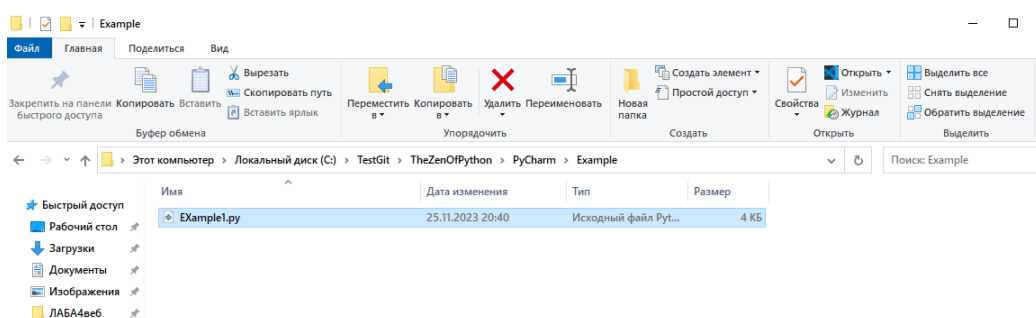 Example
Файл Главная Поделиться Вид
Закрепить на панели быстрого доступа
Копировать
Вставить
Вырезать
Скопировать путь
Вставить ярлык
Буфер обмена
Переместить в
Копировать в
Удалить
Переименовать
Упорядочить
Новая папка
Создать элемент
Простой доступ
Создать
Свойства
Открыть
Изменить
Журнал
Открыть
Выделить все
Снять выделение
Обратить выделение
Выделить
Этот компьютер > Локальный диск (C:) > TestGit > TheZenOfPython > PyCharm > Example
Поиск: Example
Имя Дата изменения Тип Размер
EXample1.py 25.11.2023 20:40 Исходный файл Pyt... 4 КБ
Быстрый доступ
Рабочий стол
Загрузки
Документы
Изображения
ЛАБА4веб